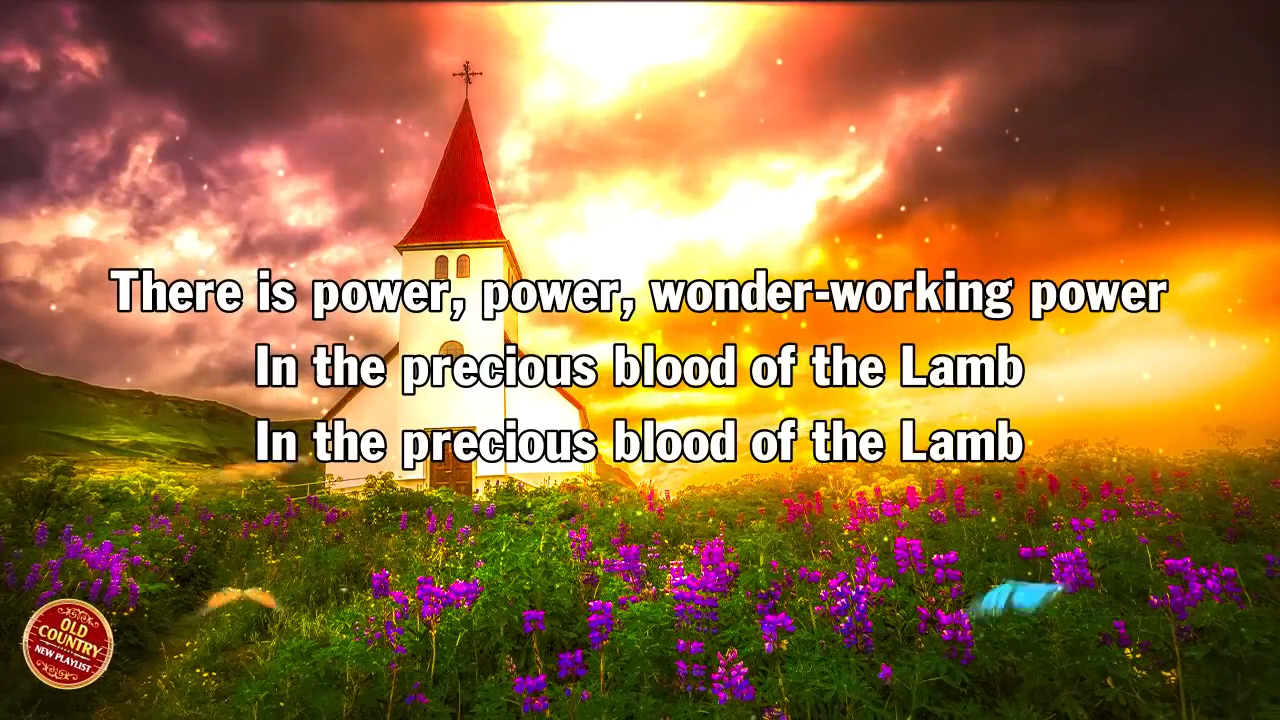 There is power, power, wonder-working power
In the precious blood of the Lamb
In the precious blood of the Lamb
OLD
COUNTRY
NEW PLAYLIST